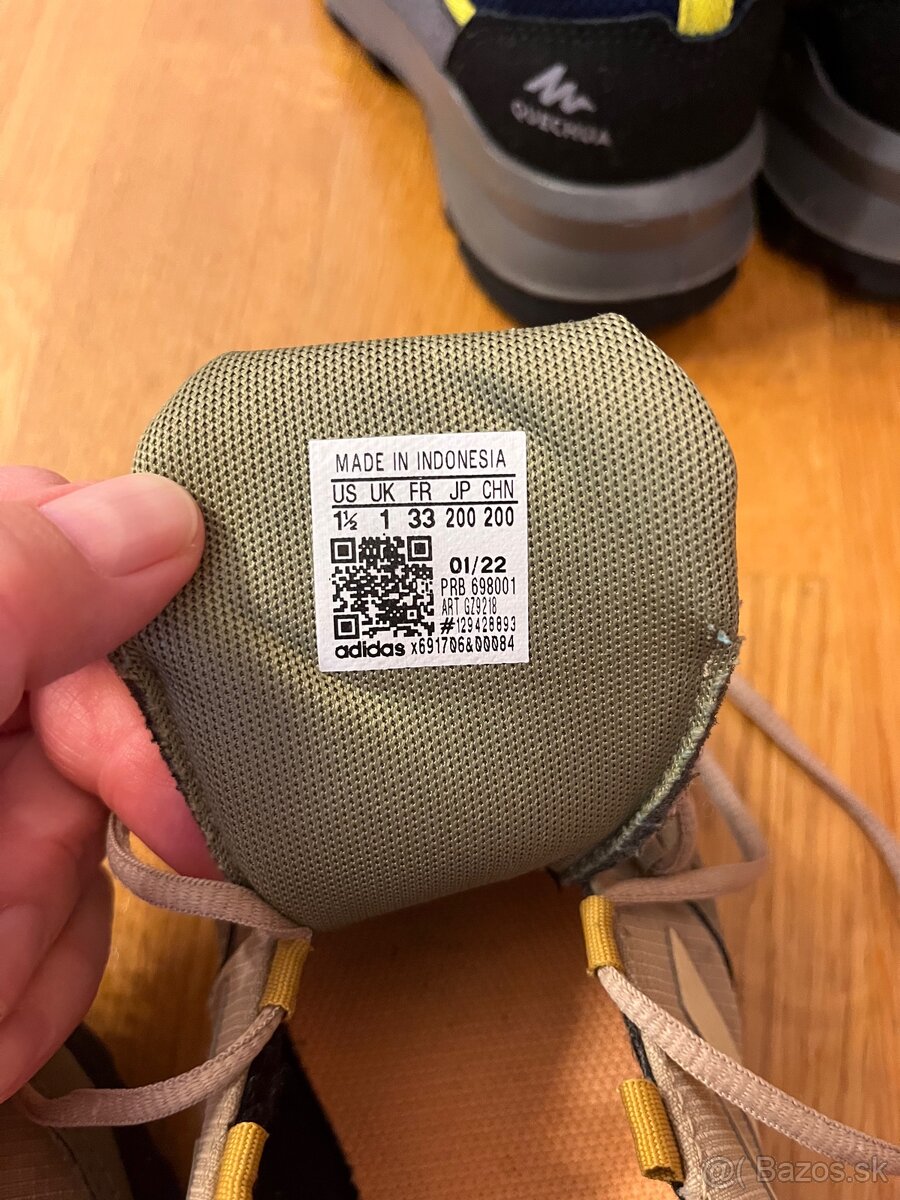 QUECHUA
MADE IN INDONESIA
US UK FR JP CHN
1½ 1 33 200 200
01/22
PRB 698001
ART GZ9218
#129428893
adidas x691706&00084
@( Bazos.sk